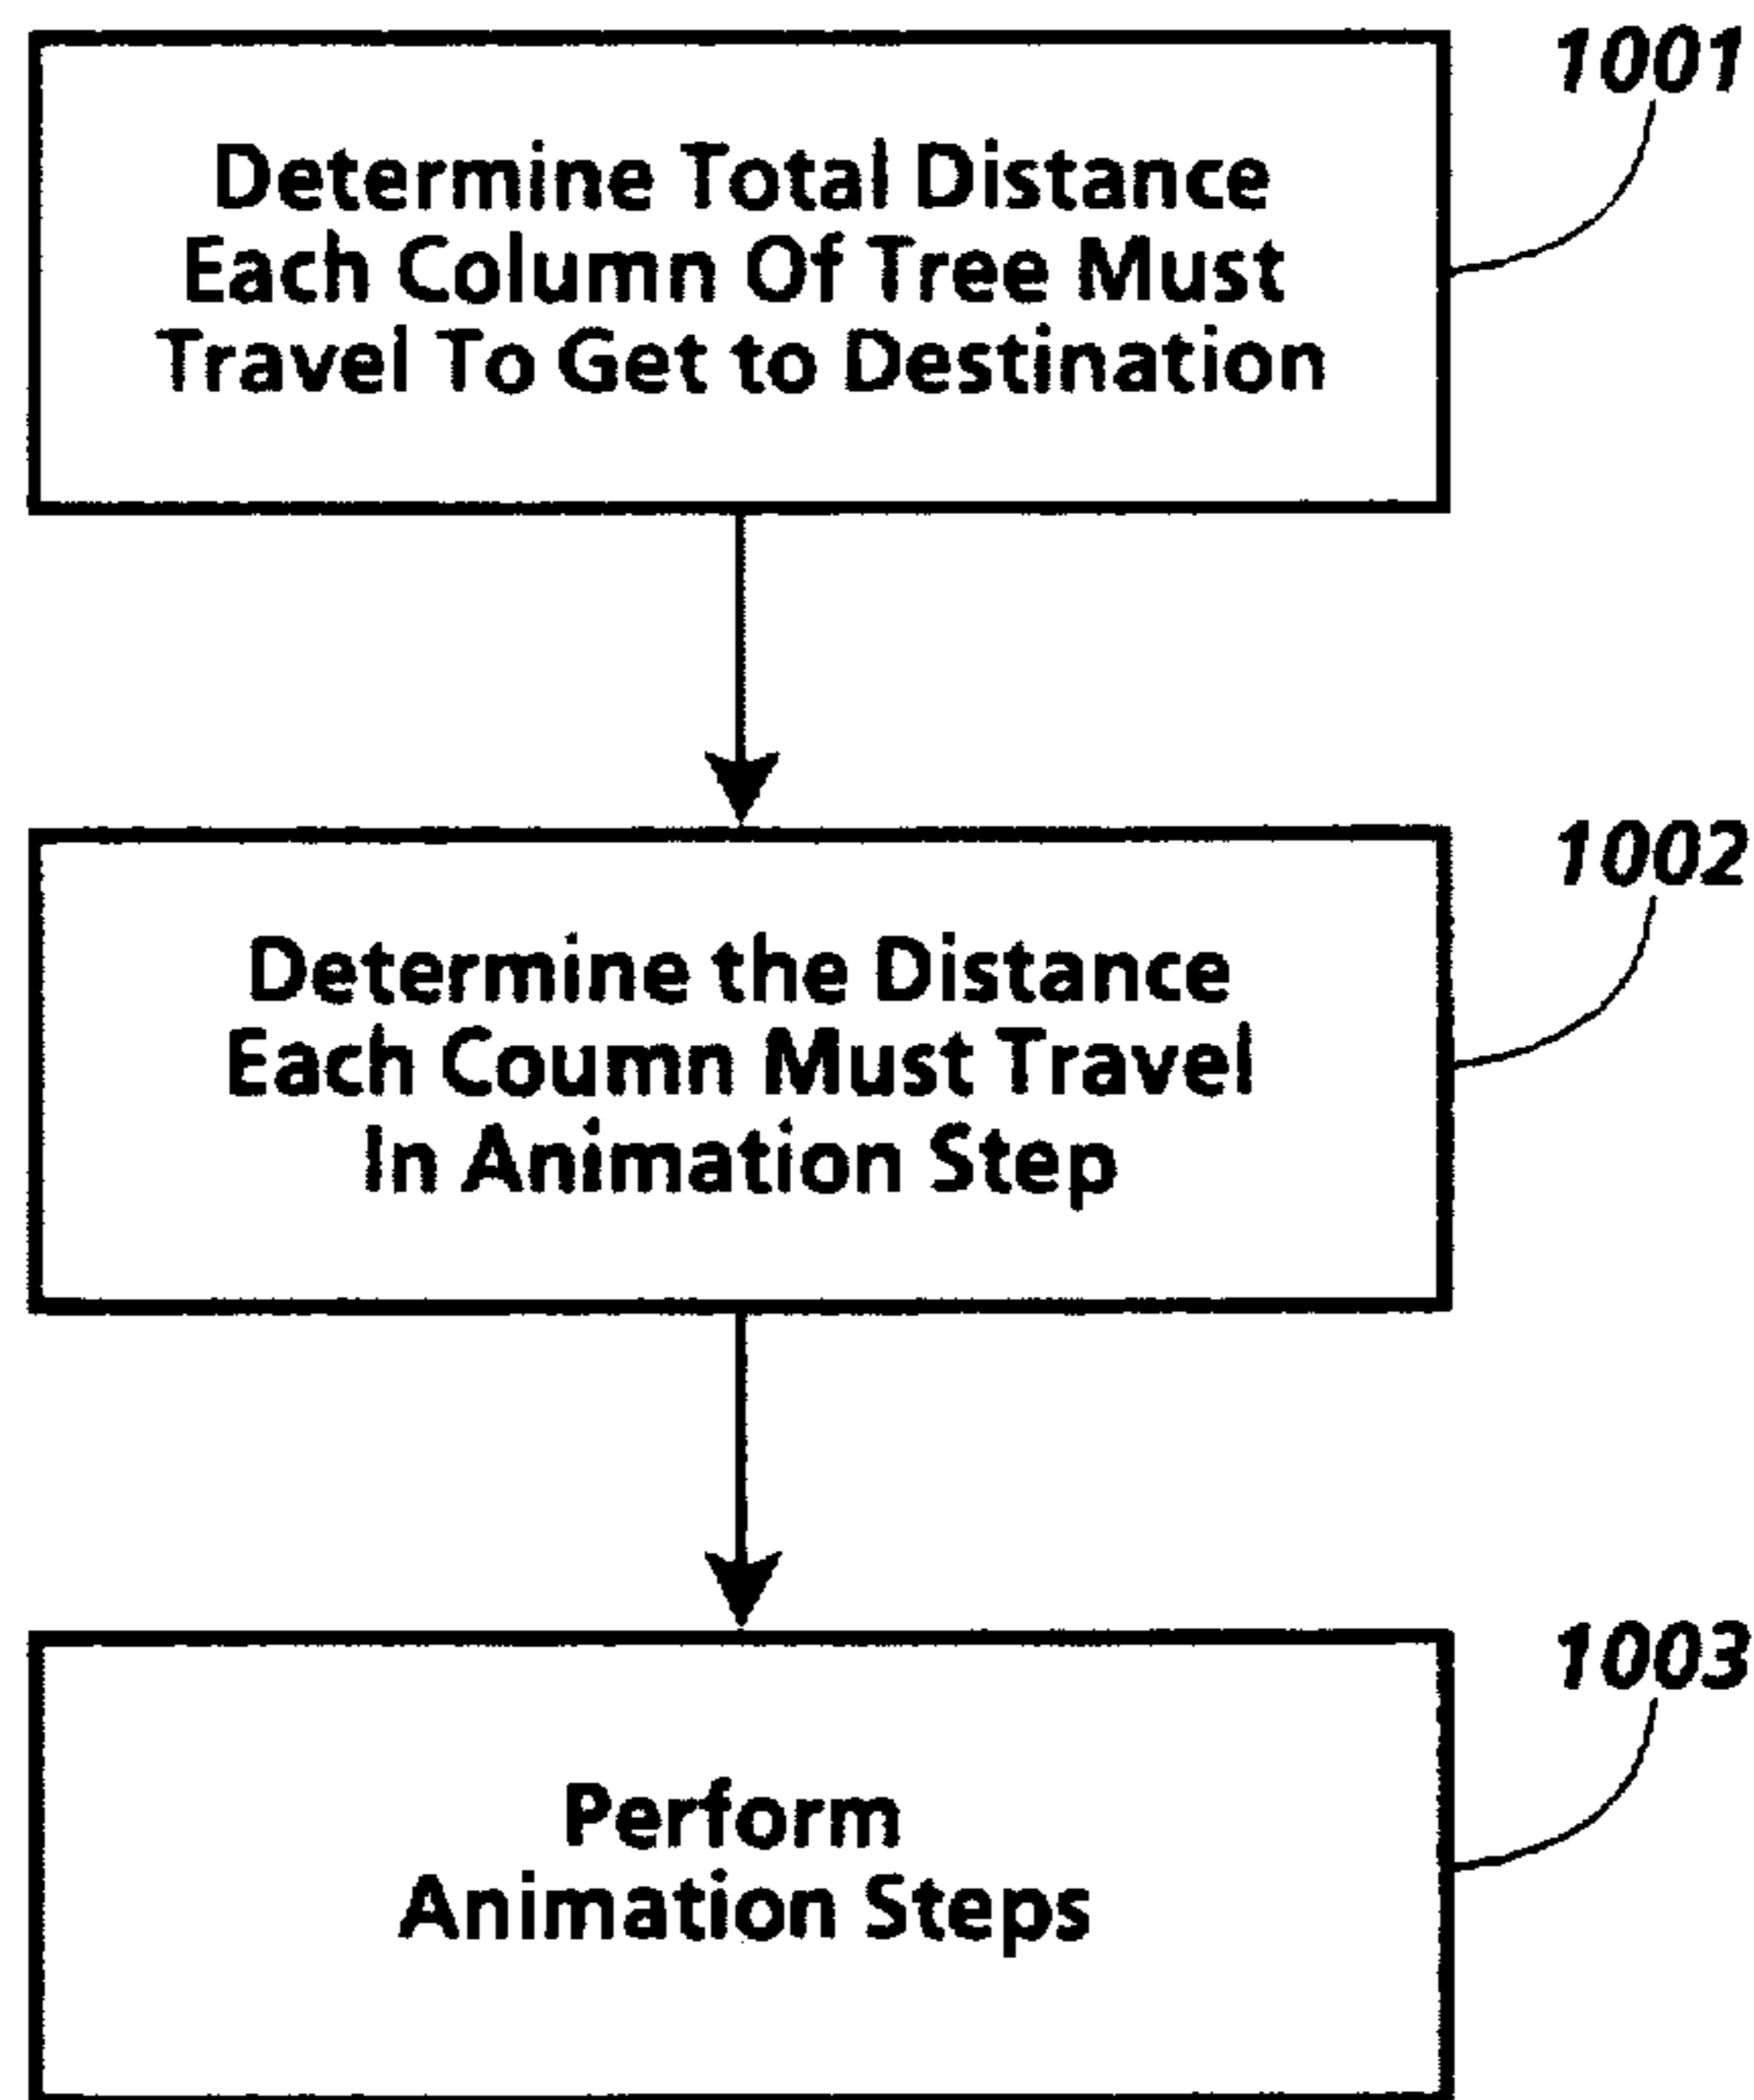 1001
Determine Total Distance
Each Column Of Tree Must
Travel To Get to Destination
1002
Determine the Distance
Each Coumn Must Travel
In Animation Step
1003
Perform
Animation Steps